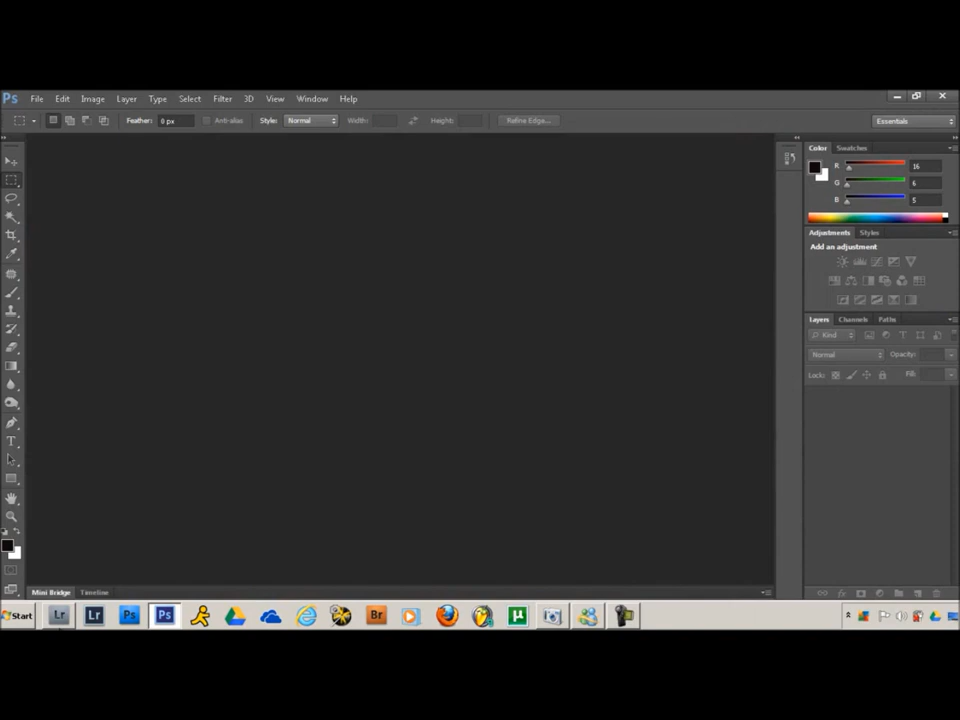 Ps File Edit Image Layer Type Select Filter 3D View Window Help
Feather: 0 px Anti-alias Style: Normal Width: Height: Refine Edge... Essentials
Color Swatches
R 16
G 6
B 5
Adjustments Styles
Add an adjustment
Layers Channels Paths
Kind
Normal Opacity:
Lock: Fill:
T
Mini Bridge Timeline
Start Lr Lr Ps Ps Br µ